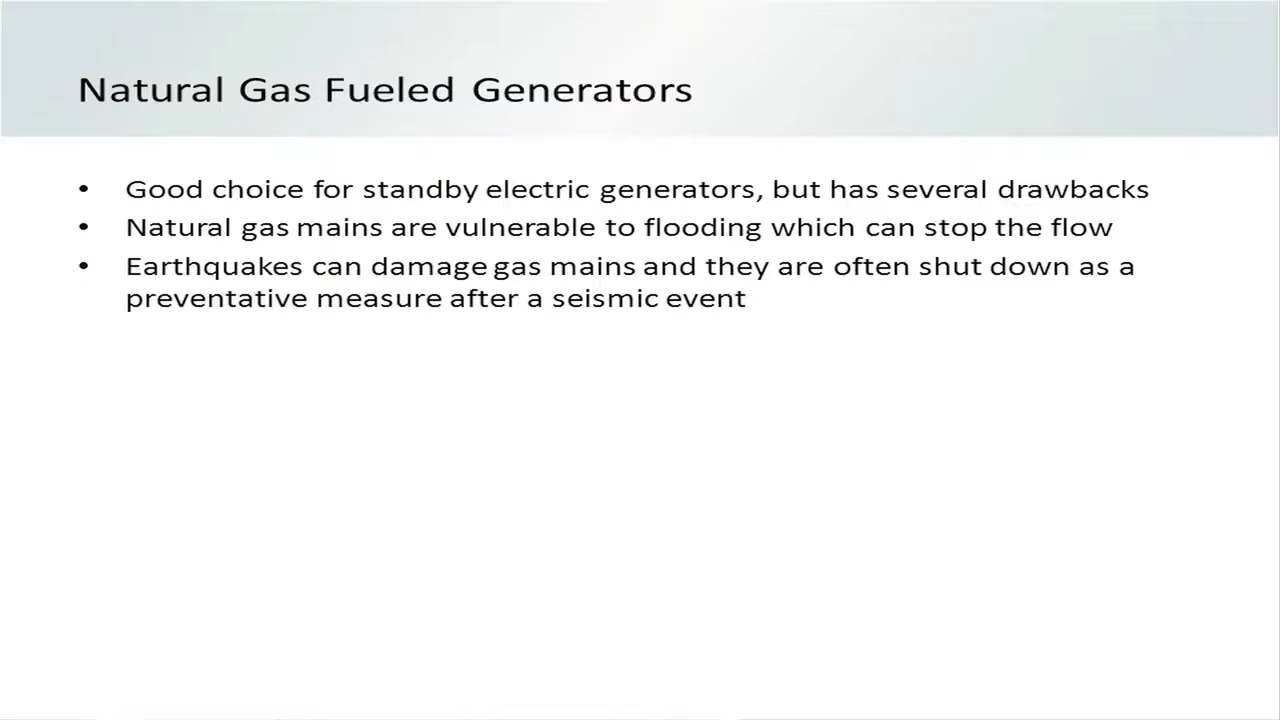 Natural Gas Fueled Generators
• Good choice for standby electric generators, but has several drawbacks
• Natural gas mains are vulnerable to flooding which can stop the flow
• Earthquakes can damage gas mains and they are often shut down as a
preventative measure after a seismic event